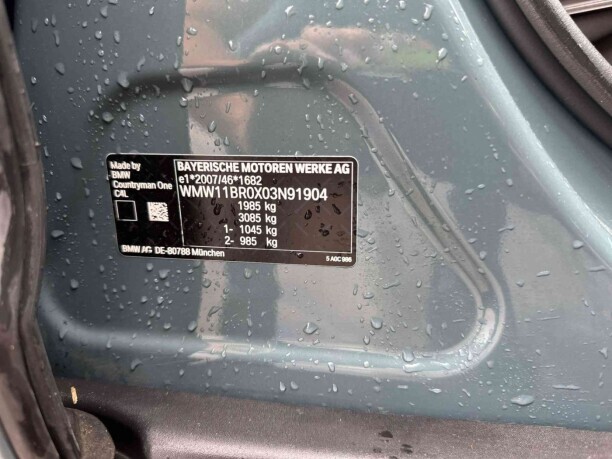 Made by
BMW
Countryman One
C4L
BAYERISCHE MOTOREN WERKE AG
e1*2007/46*1682
WMW11BR0X03N91904
1985 kg
3085 kg
1- 1045 kg
2- 985 kg
BMW AG DE-80788 München
5 A0C 986